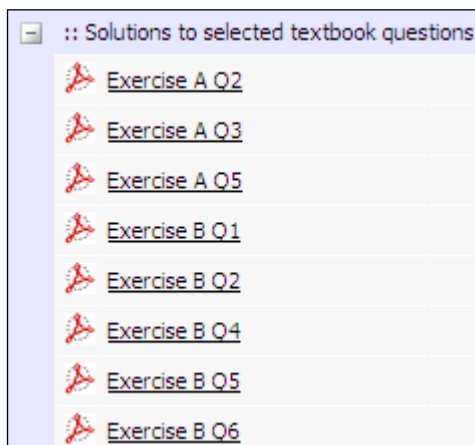 :: Solutions to selected textbook questions
Exercise A Q2
Exercise A Q3
Exercise A Q5
Exercise B Q1
Exercise B Q2
Exercise B Q4
Exercise B Q5
Exercise B Q6